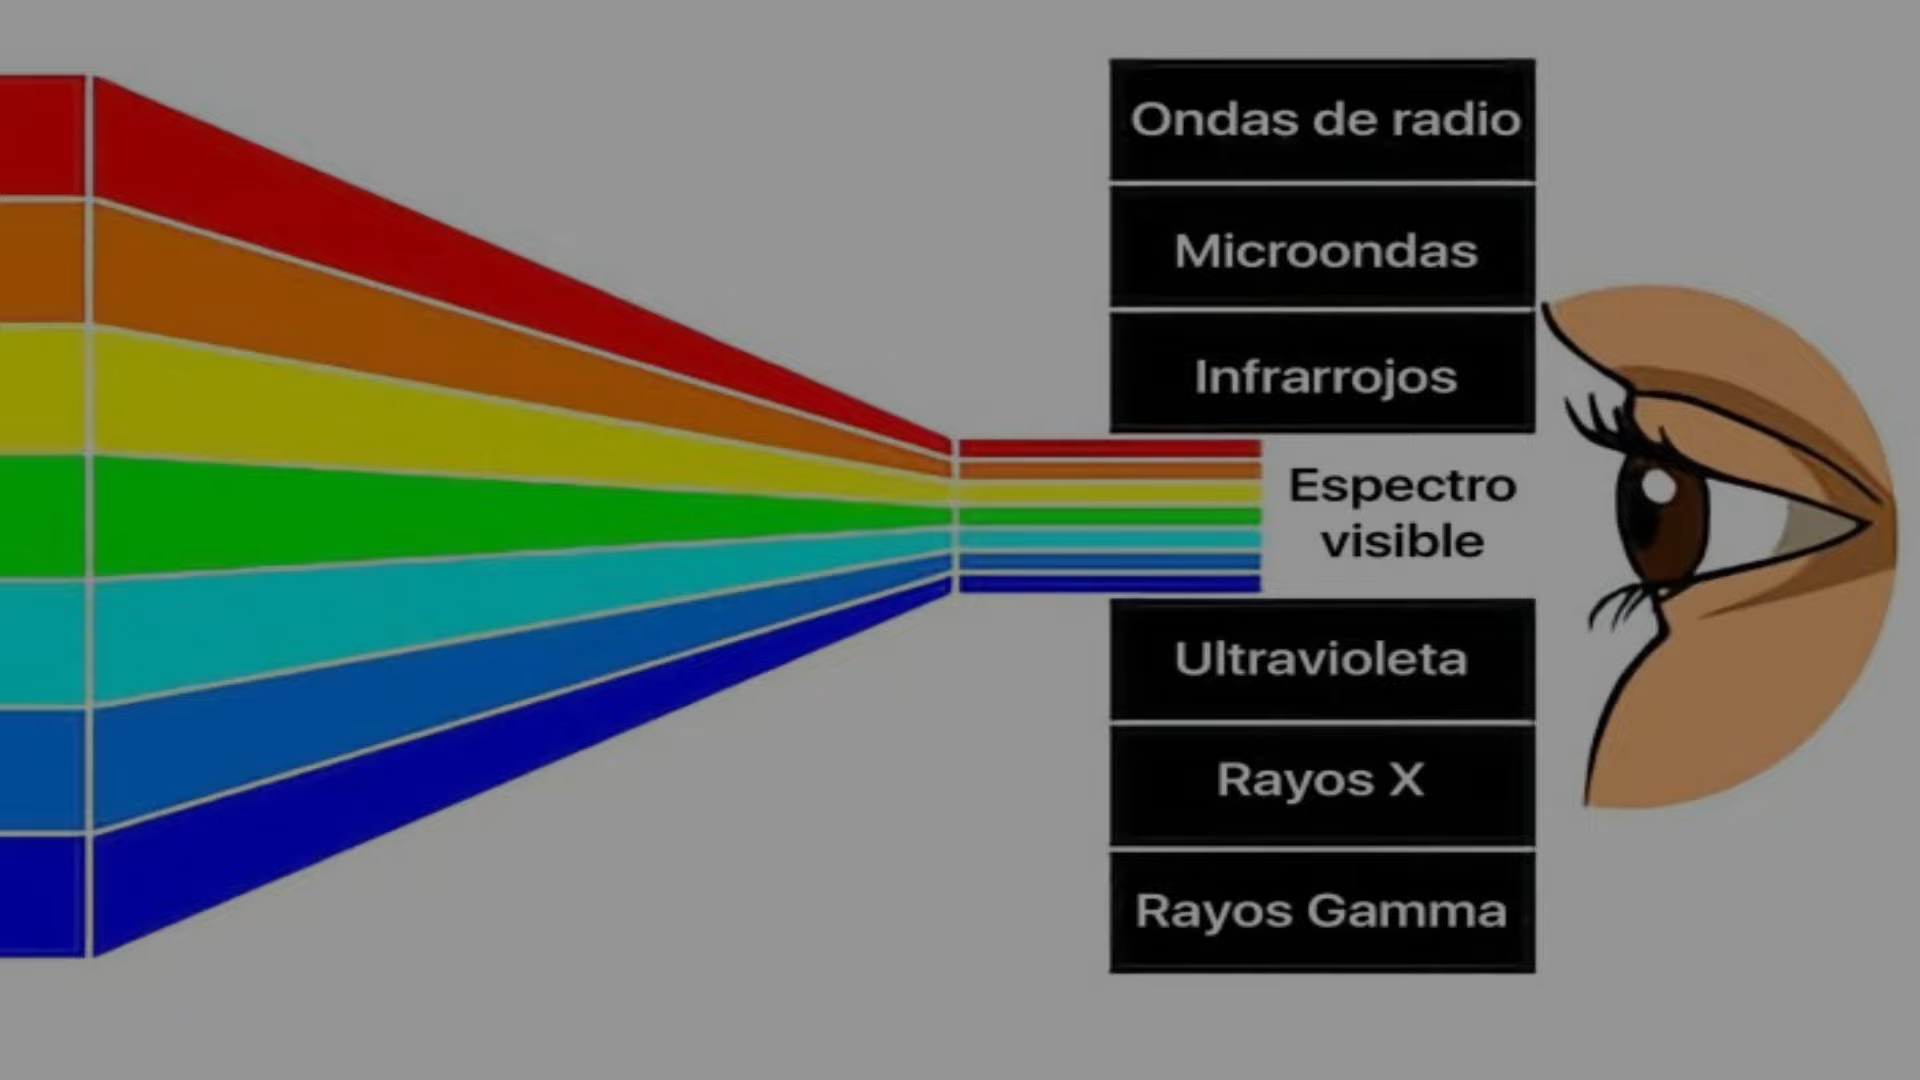 Ondas de radio
Microondas
Infrarrojos
Espectro
visible
Ultravioleta
Rayos X
Rayos Gamma